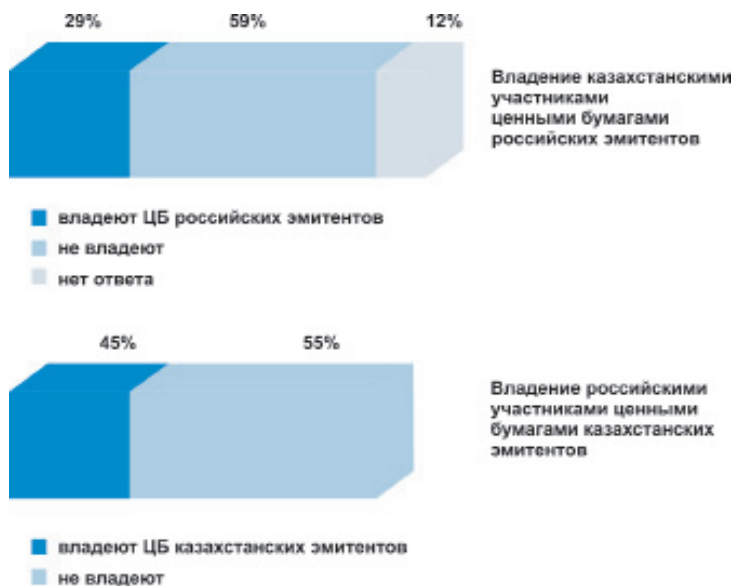 29% 59% 12%
Владение казахстанскими
участниками
ценными бумагами
российских эмитентов
владеют ЦБ российских эмитентов
не владеют
нет ответа
45% 55%
Владение российскими
участниками ценными
бумагами казахстанских
эмитентов
владеют ЦБ казахстанских эмитентов
не владеют